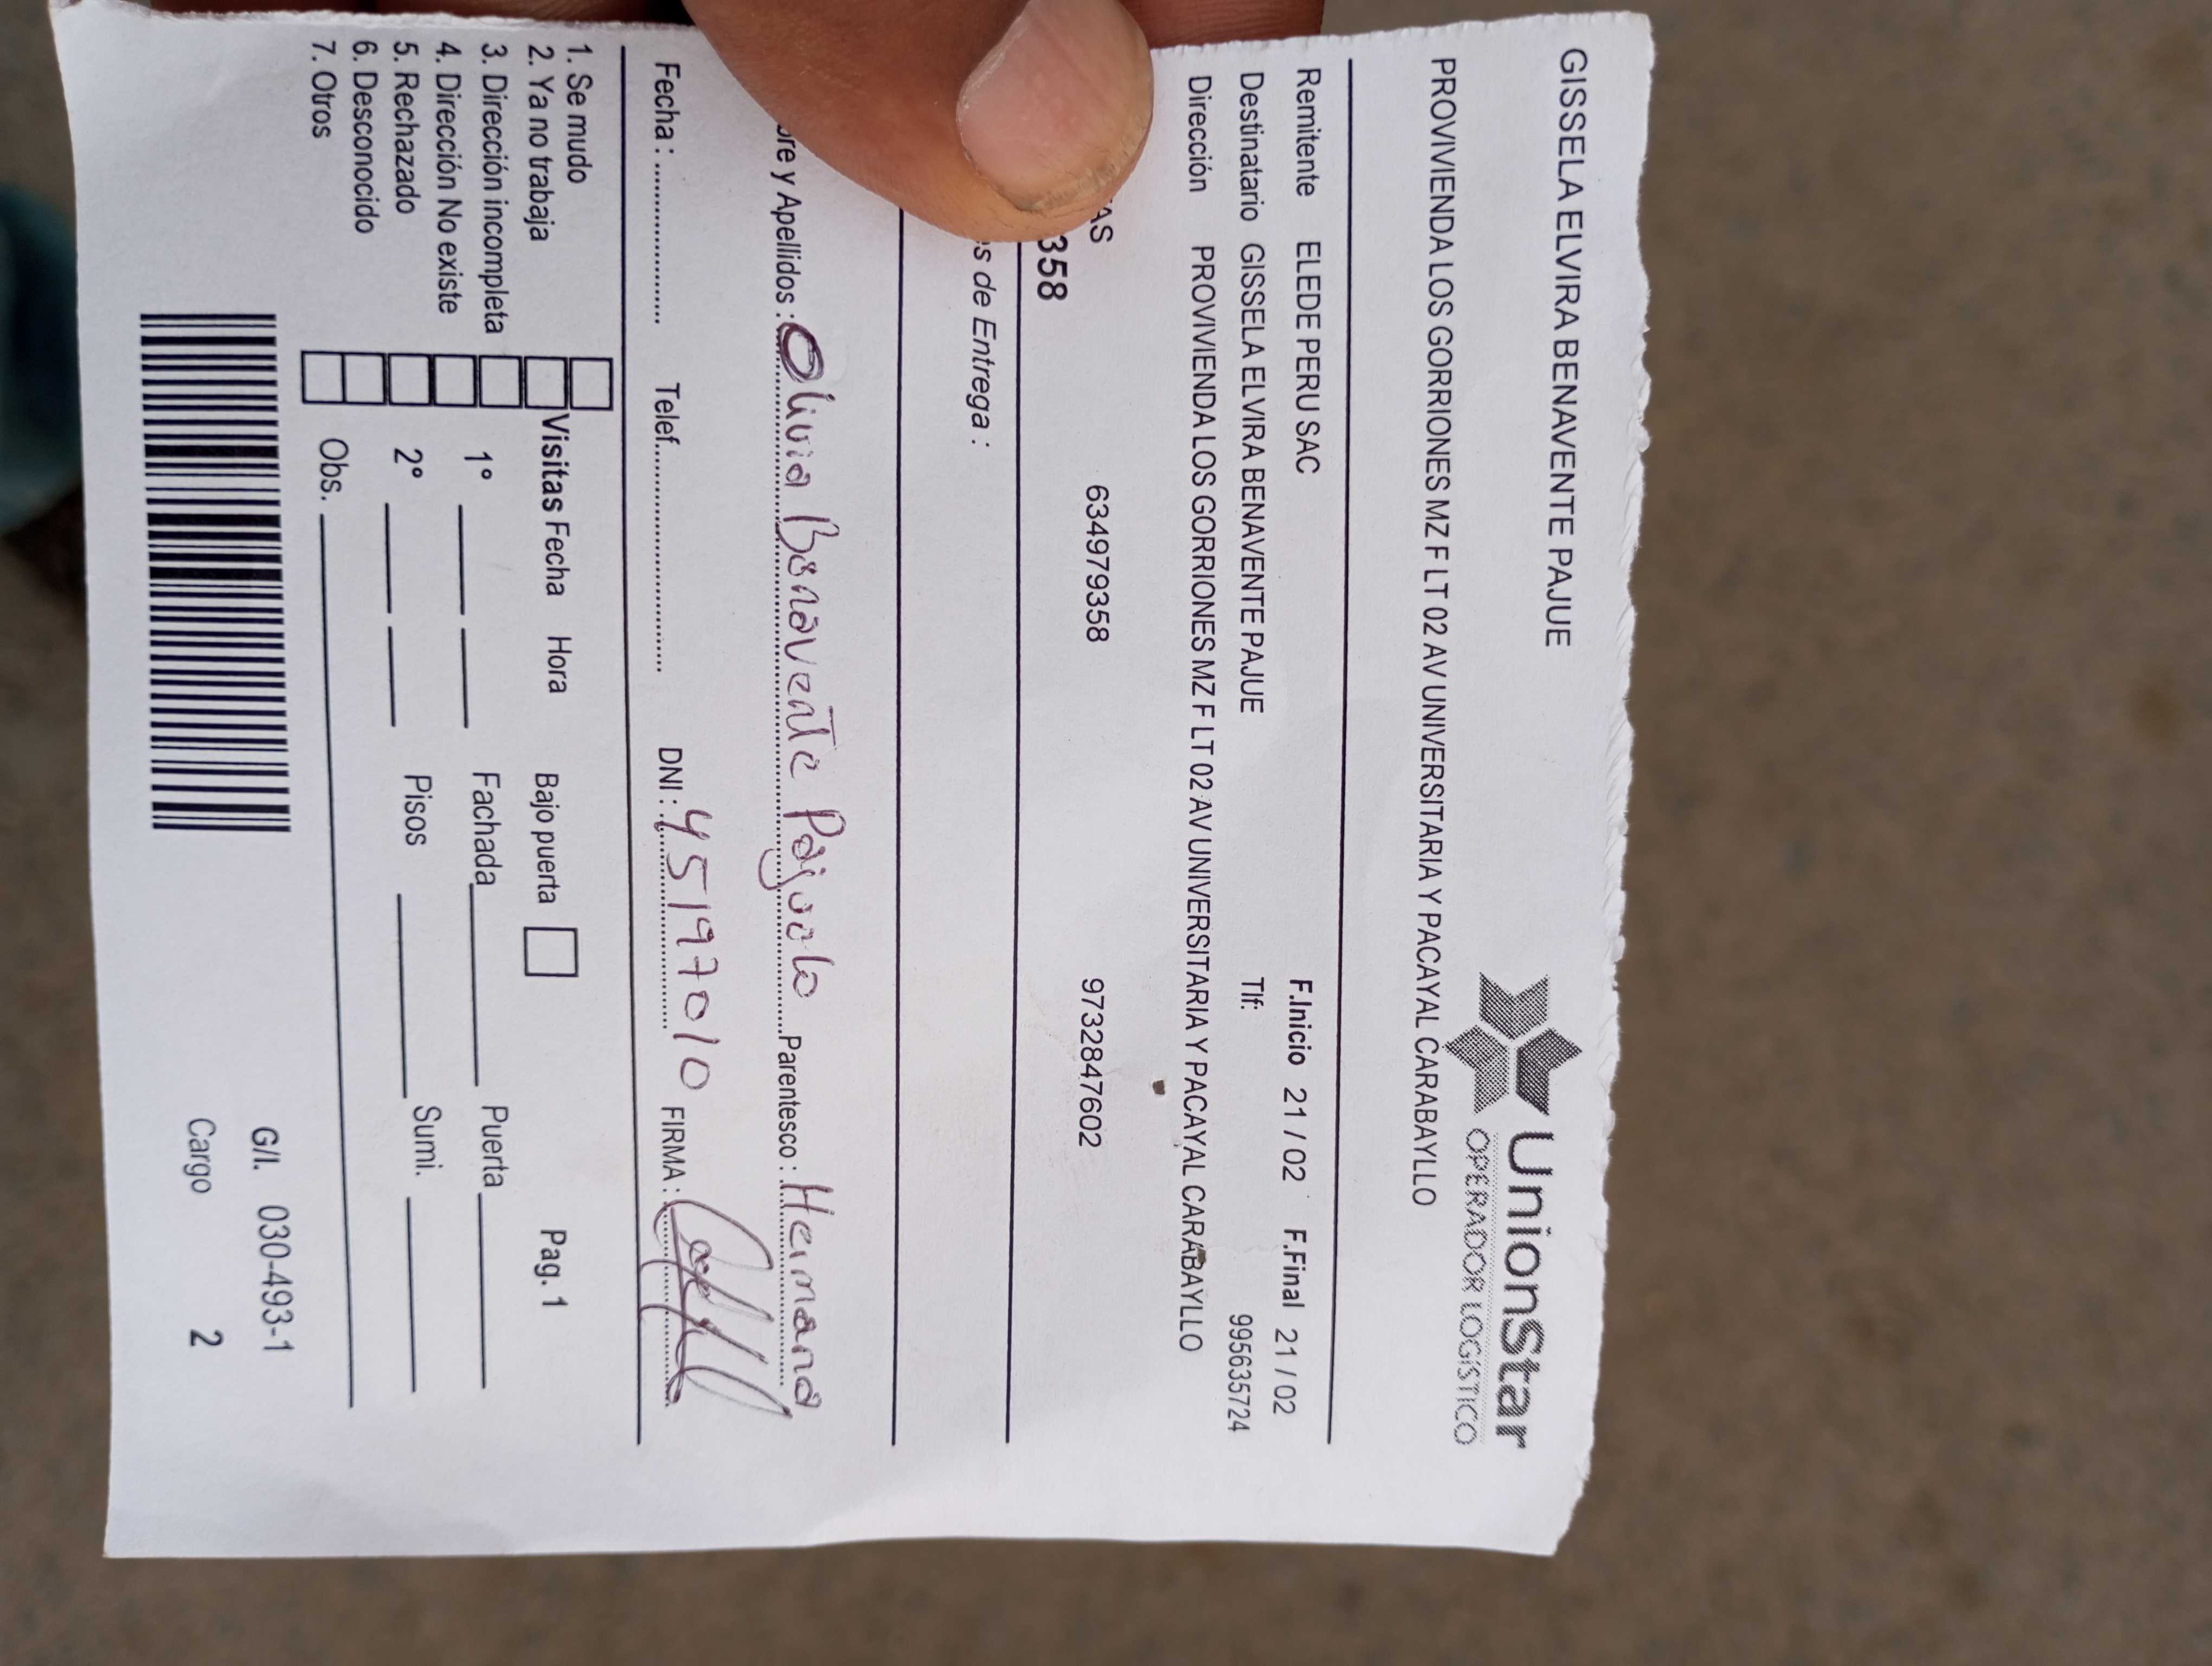 GISSELA ELVIRA BENAVENTE PAJUE
UnionStar
OPERADOR LOGÍSTICO
PROVIVIENDA LOS GORRIONES MZ F LT 02 AV UNIVERSITARIA Y PACAYAL CARABAYLLO
Remitente ELEDE PERU SAC F.Inicio 21 / 02 F.Final 21 / 02
Destinatario GISSELA ELVIRA BENAVENTE PAJUE Tlf: 995635724
Dirección PROVIVIENDA LOS GORRIONES MZ F LT 02 AV UNIVERSITARIA Y PACAYAL CARABAYLLO
AS 634979358 97328447602
358
s de Entrega :
bre y Apellidos : Olivia Benavente Parentesco : Hermana
Fecha : Telef. DNI : 45197010 FIRMA :
1. Se mudo
2. Ya no trabaja Visitas Fecha Hora Bajo puerta Pag. 1
3. Dirección incompleta 1° Fachada Puerta
4. Dirección No existe
5. Rechazado 2° Pisos Sumi.
6. Desconocido
7. Otros Obs.
G/I. 030-493-1
Cargo 2